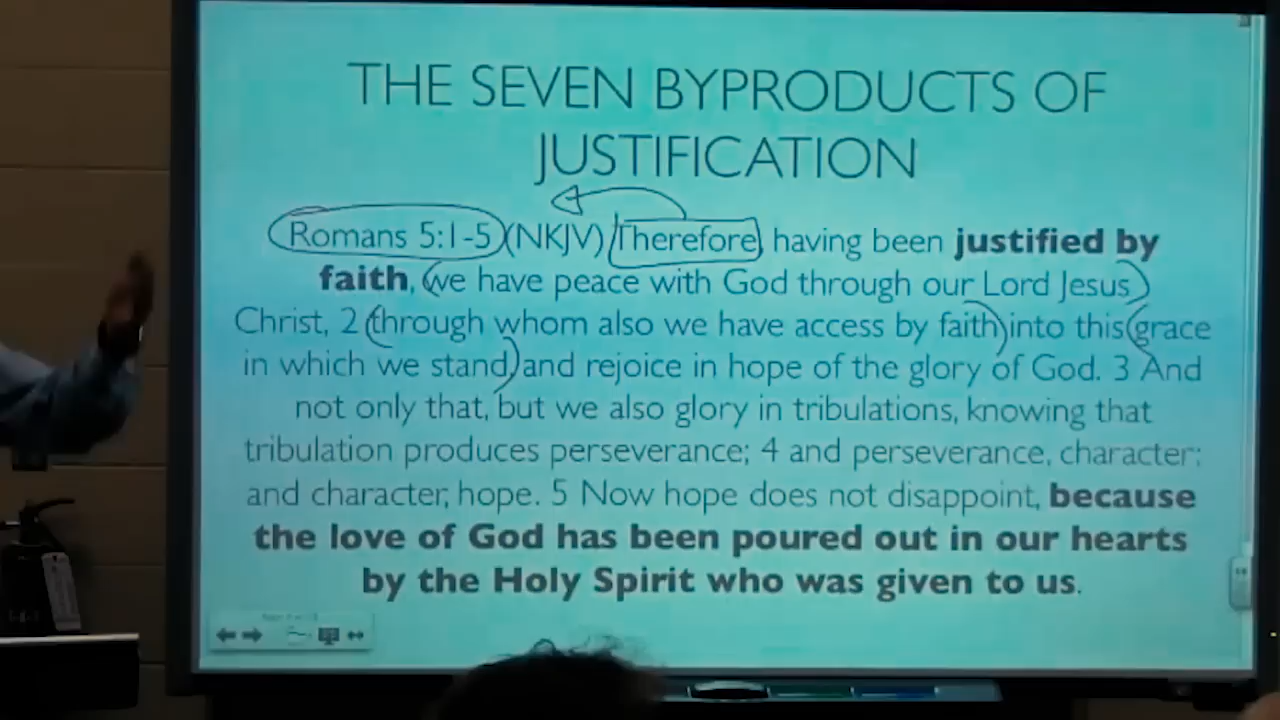 THE SEVEN BYPRODUCTS OF
JUSTIFICATION
Romans 5:1-5 (NKJV) Therefore, having been justified by
faith, we have peace with God through our Lord Jesus
Christ, 2 through whom also we have access by faith into this grace
in which we stand, and rejoice in hope of the glory of God. 3 And
not only that, but we also glory in tribulations, knowing that
tribulation produces perseverance; 4 and perseverance, character;
and character, hope. 5 Now hope does not disappoint, because
the love of God has been poured out in our hearts
by the Holy Spirit who was given to us.